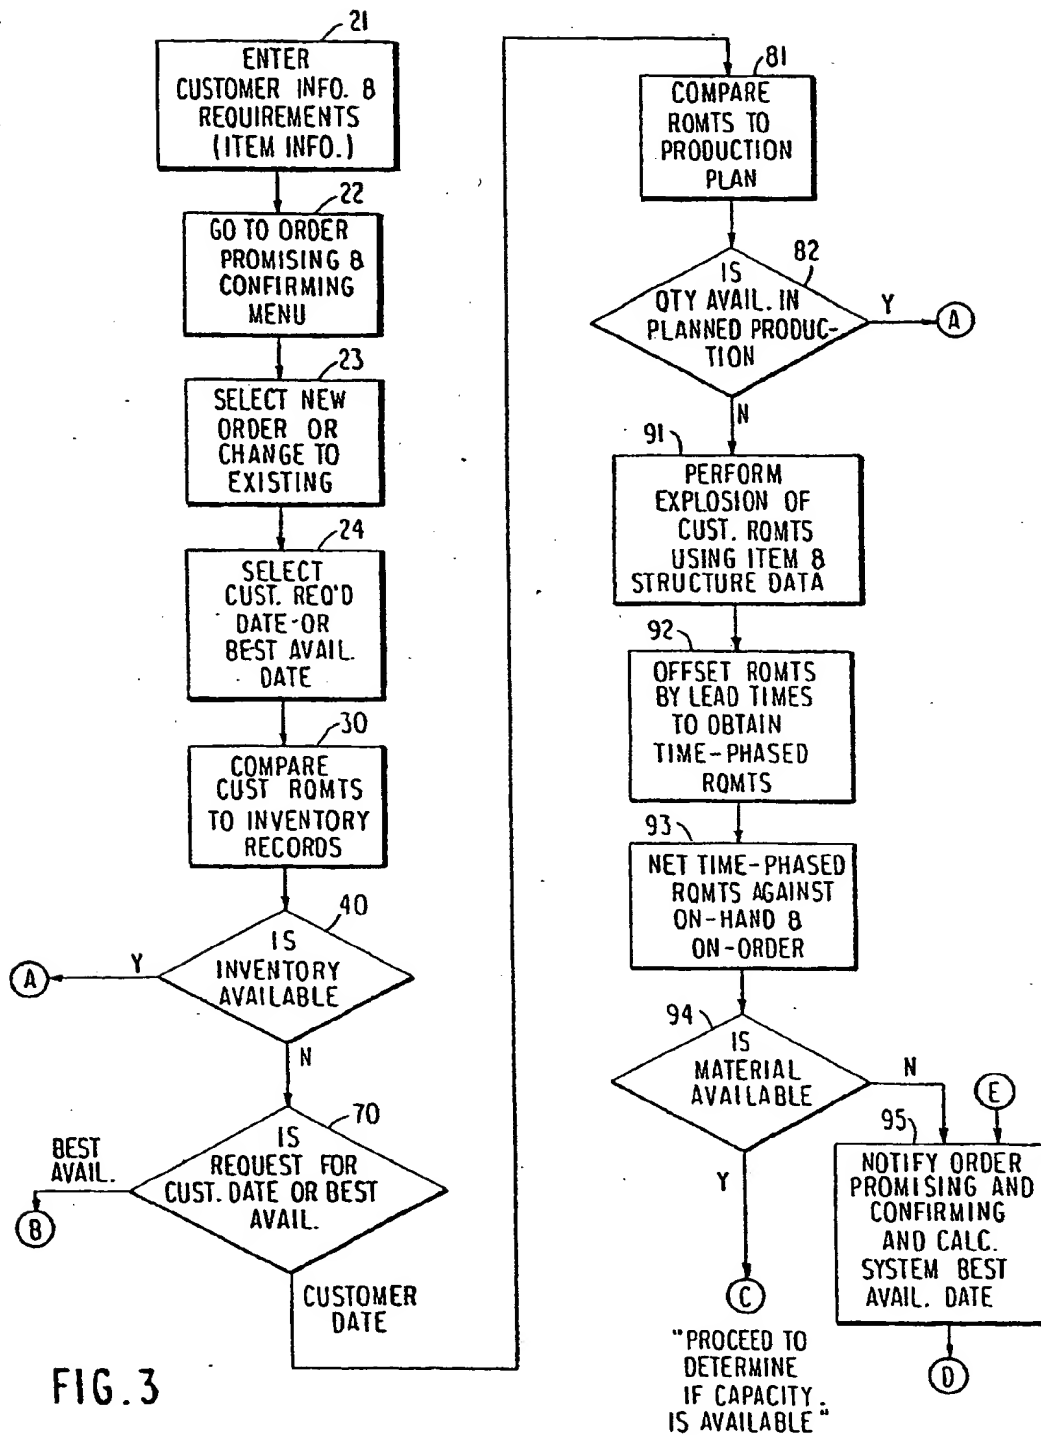 21
ENTER
CUSTOMER INFO. &
REQUIREMENTS
(ITEM INFO.)
22
GO TO ORDER
PROMISING &
CONFIRMING
MENU
23
SELECT NEW
ORDER OR
CHANGE TO
EXISTING
24
SELECT
CUST. REQ'D
DATE-OR
BEST AVAIL.
DATE
30
COMPARE
CUST RQMTS
TO INVENTORY
RECORDS
40
IS
INVENTORY
AVAILABLE
Y
A
N
70
IS
REQUEST FOR
CUST. DATE OR BEST
AVAIL.
BEST
AVAIL.
B
CUSTOMER
DATE
81
COMPARE
RQMTS TO
PRODUCTION
PLAN
82
IS
QTY AVAIL. IN
PLANNED PRODUC-
TION
Y
A
N
91
PERFORM
EXPLOSION OF
CUST. RQMTS
USING ITEM &
STRUCTURE DATA
92
OFFSET RQMTS
BY LEAD TIMES
TO OBTAIN
TIME-PHASED
RQMTS
93
NET TIME-PHASED
RQMTS AGAINST
ON-HAND &
ON-ORDER
94
IS
MATERIAL
AVAILABLE
N
E
95
NOTIFY ORDER
PROMISING AND
CONFIRMING
AND CALC.
SYSTEM BEST
AVAIL. DATE
D
Y
C
"PROCEED TO
DETERMINE
IF CAPACITY
IS AVAILABLE"
FIG.3